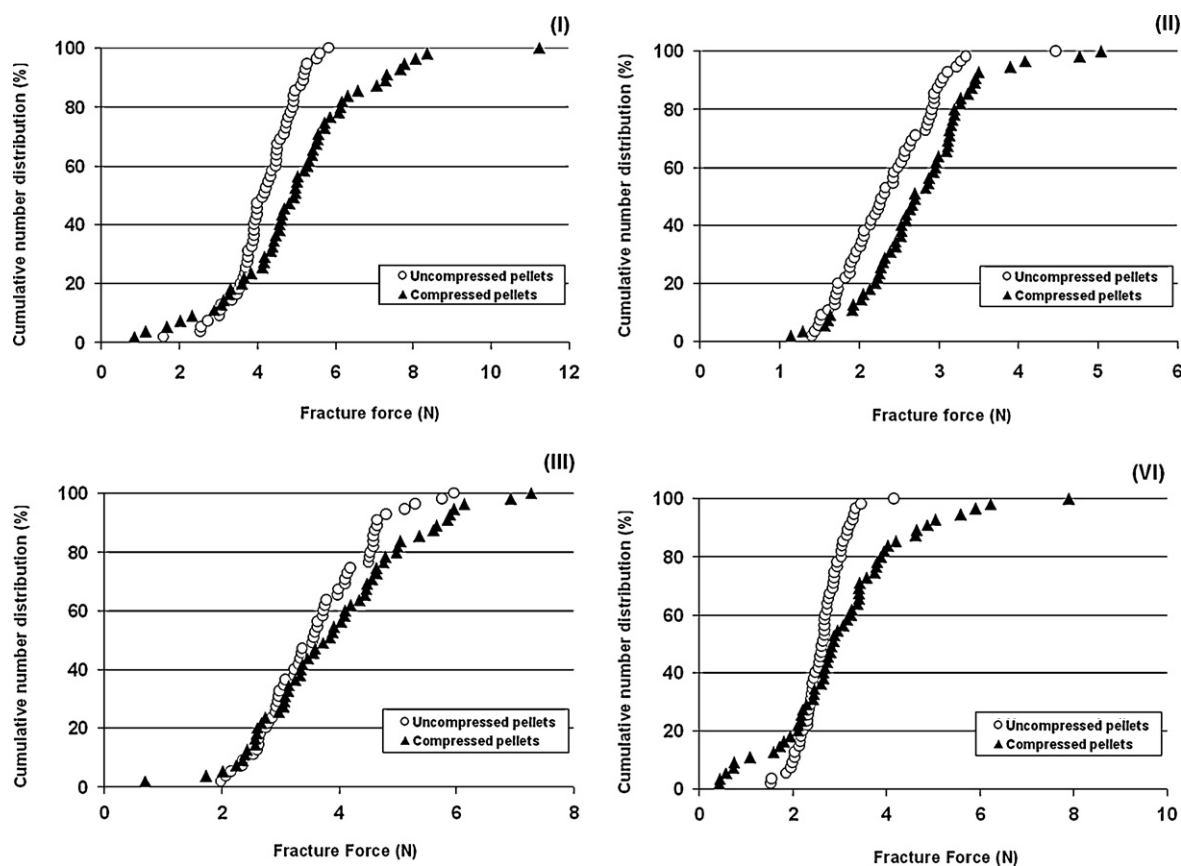 (I)
Cumulative number distribution (%)
100
80
60
40
20
0
Uncompressed pellets
Compressed pellets
0 2 4 6 8 10 12
Fracture force (N)
(II)
Cumulative number distribution (%)
100
80
60
40
20
0
Uncompressed pellets
Compressed pellets
0 1 2 3 4 5 6
Fracture force (N)
(III)
Cumulative number distribution (%)
100
80
60
40
20
0
Uncompressed pellets
Compressed pellets
0 2 4 6 8
Fracture Force (N)
(VI)
Cumulative number distribution (%)
100
80
60
40
20
0
Uncompressed pellets
Compressed pellets
0 2 4 6 8 10
Fracture Force (N)